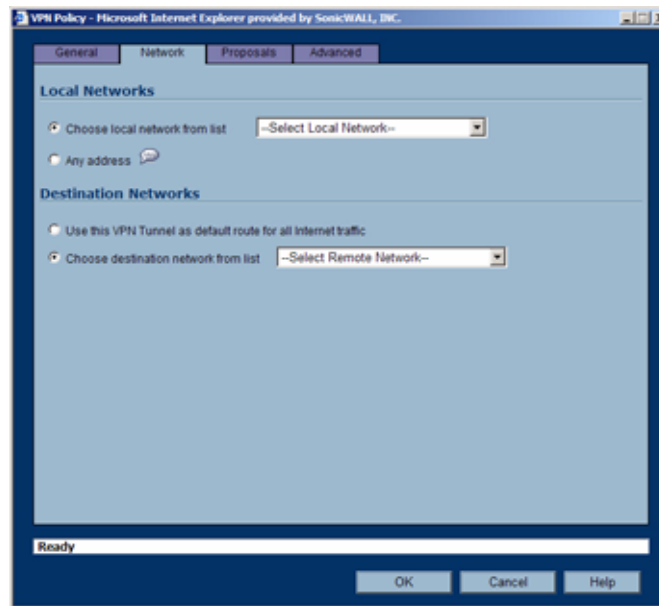 VPN Policy - Microsoft Internet Explorer provided by SonicWALL, INC.
General Network Proposals Advanced
Local Networks
Choose local network from list --Select Local Network--
Any address
Destination Networks
Use this VPN Tunnel as default route for all Internet traffic
Choose destination network from list --Select Remote Network--
Ready
OK Cancel Help